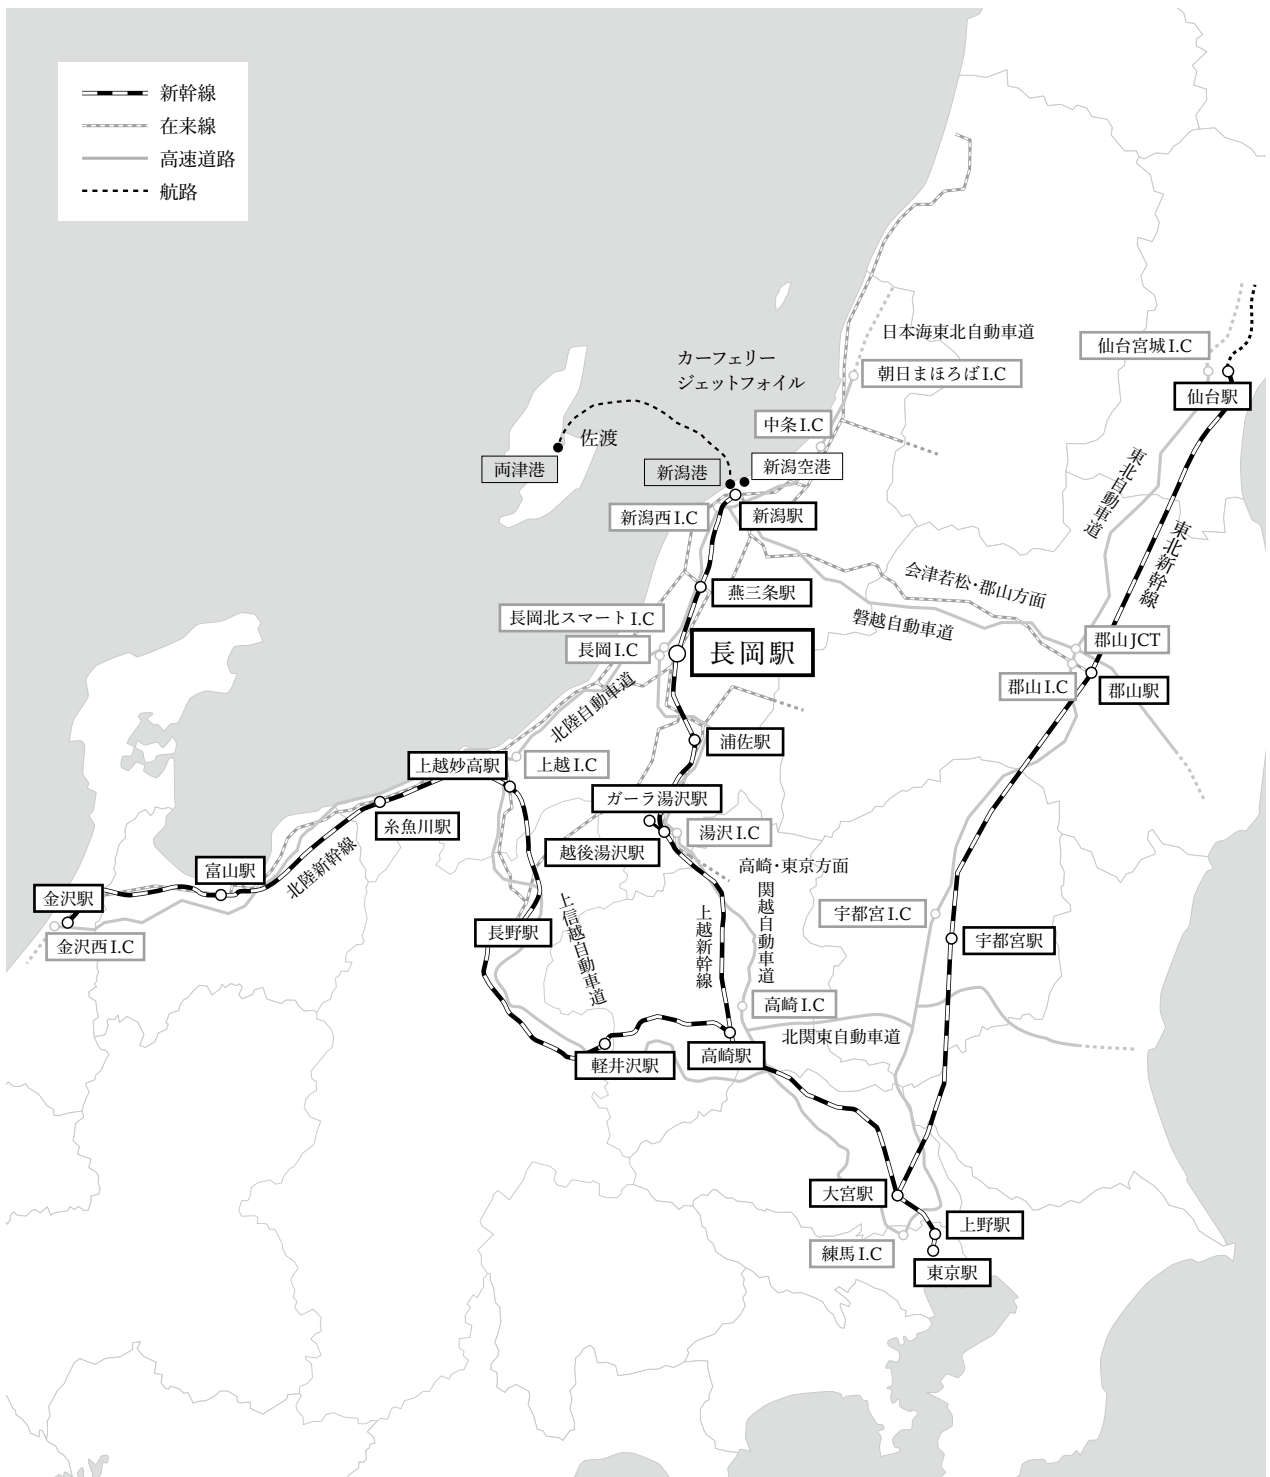 新幹線
在来線
高速道路
航路
日本海東北自動車道
仙台宮城I.C
カーフェリー
ジェットフォイル
朝日まほろばI.C
仙台駅
中条I.C
佐渡
両津港
新潟港
新潟空港
東北自動車道
新潟西I.C
新潟駅
東北新幹線
会津若松・郡山方面
燕三条駅
長岡北スマートI.C
磐越自動車道
長岡I.C
長岡駅
郡山JCT
郡山I.C
郡山駅
北陸自動車道
浦佐駅
上越妙高駅
上越I.C
ガーラ湯沢駅
糸魚川駅
湯沢I.C
越後湯沢駅
北陸新幹線
富山駅
高崎・東京方面
金沢駅
関越自動車道
上信越自動車道
上越新幹線
宇都宮I.C
長野駅
金沢西I.C
宇都宮駅
高崎I.C
北関東自動車道
高崎駅
軽井沢駅
大宮駅
上野駅
練馬I.C
東京駅